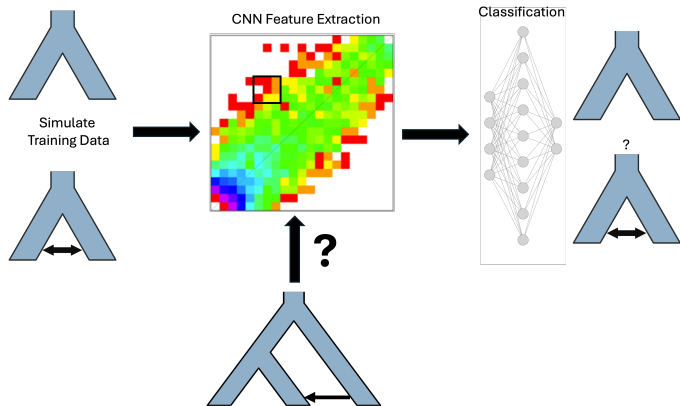 CNN Feature Extraction
Classification
Simulate
Training Data
?
?